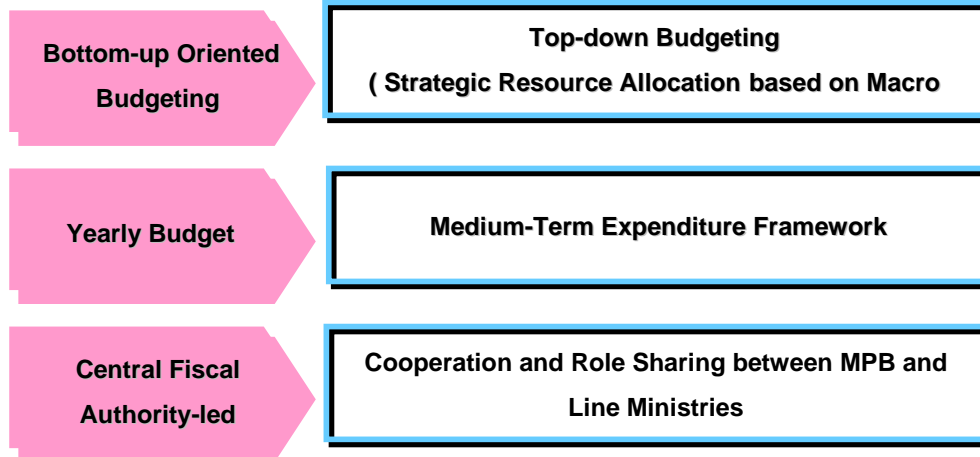 Bottom-up Oriented
Budgeting
Top-down Budgeting
( Strategic Resource Allocation based on Macro
Yearly Budget
Medium-Term Expenditure Framework
Central Fiscal
Authority-led
Cooperation and Role Sharing between MPB and
Line Ministries